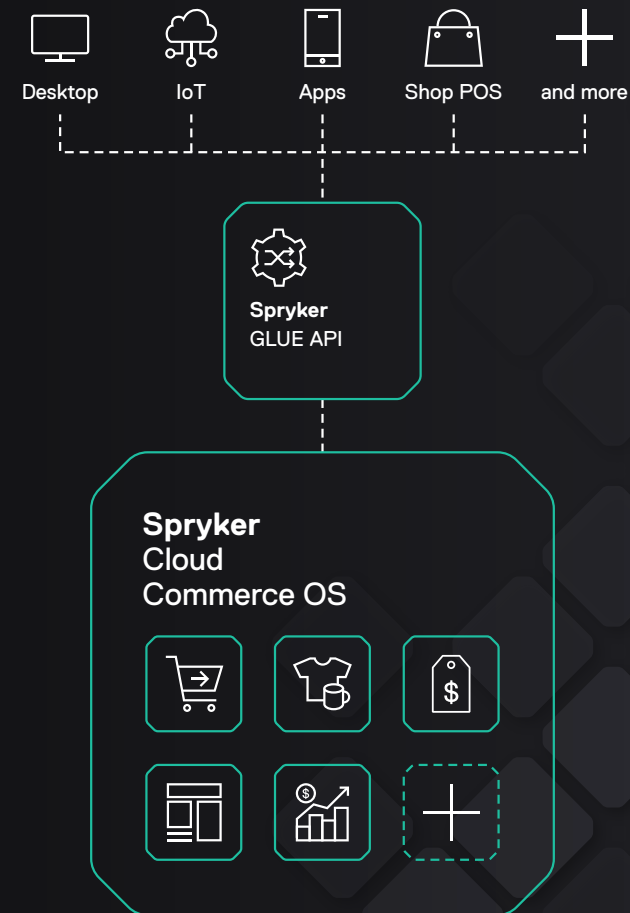 Desktop
IoT
Apps
Shop POS
and more
Spryker
GLUE API
Spryker
Cloud
Commerce OS
$
$